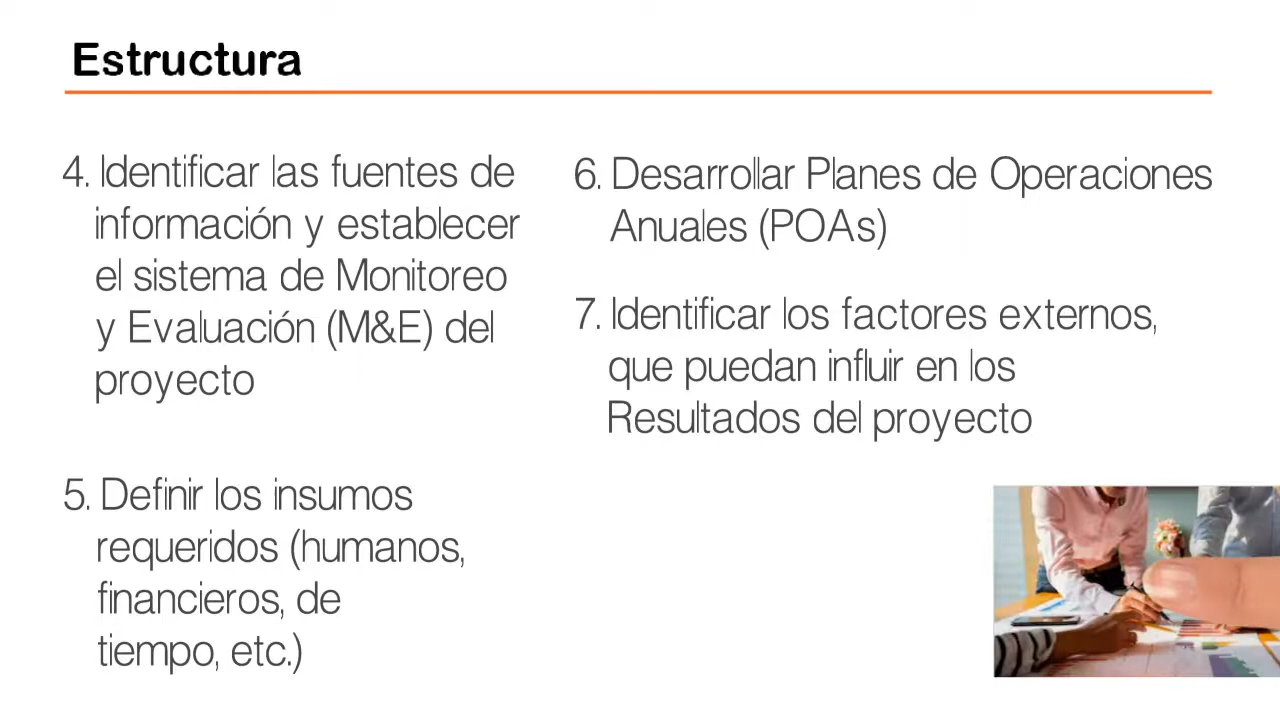 Estructura
4. Identificar las fuentes de
información y establecer
el sistema de Monitoreo
y Evaluación (M&E) del
proyecto
5. Definir los insumos
requeridos (humanos,
financieros, de
tiempo, etc.)
6. Desarrollar Planes de Operaciones
Anuales (POAs)
7. Identificar los factores externos,
que puedan influir en los
Resultados del proyecto